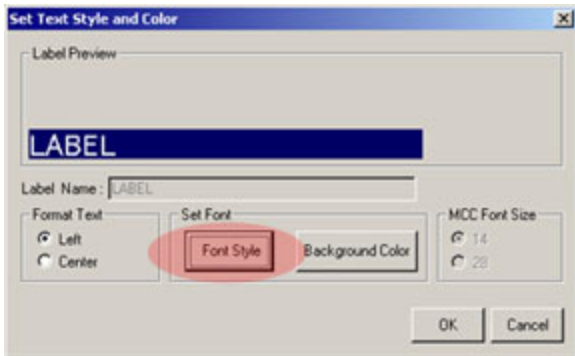 Set Text Style and Color
Label Preview
LABEL
Label Name : LABEL
Format Text
Set Font
MCC Font Size
Left
Font Style
Background Color
14
Center
28
OK
Cancel